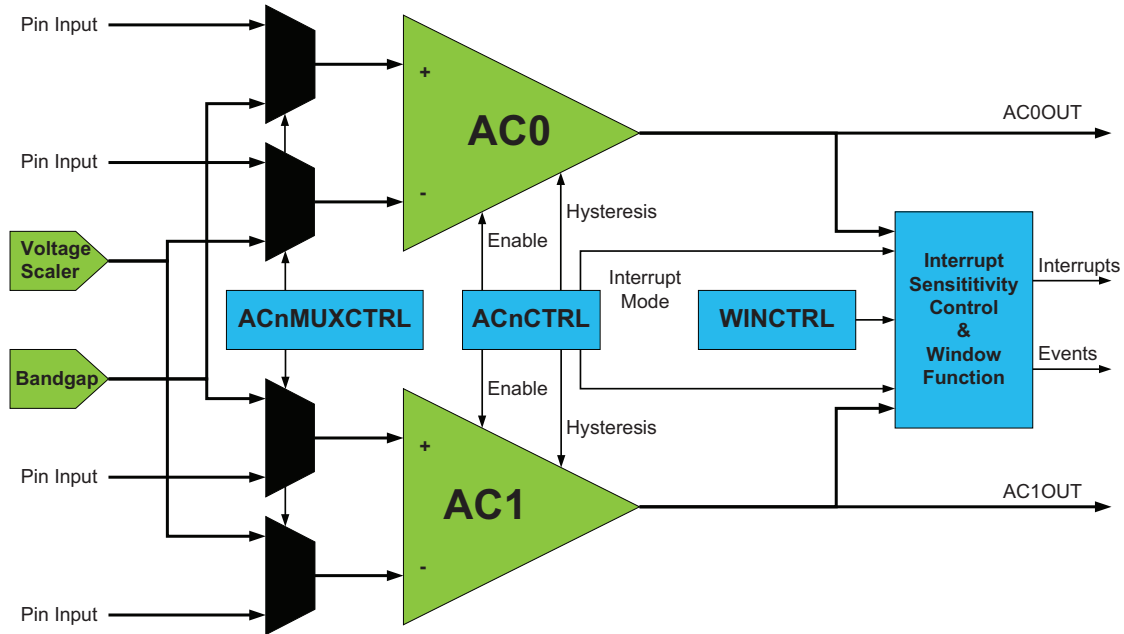 Pin Input
AC0
+
-
AC0OUT
Pin Input
Hysteresis
Enable
Voltage
Scaler
Interrupt
Mode
Interrupt
Sensititivity
Control
&
Window
Function
Interrupts
ACnMUXCTRL
ACnCTRL
WINCTRL
Events
Bandgap
Enable
Hysteresis
+
Pin Input
AC1
AC1OUT
-
Pin Input